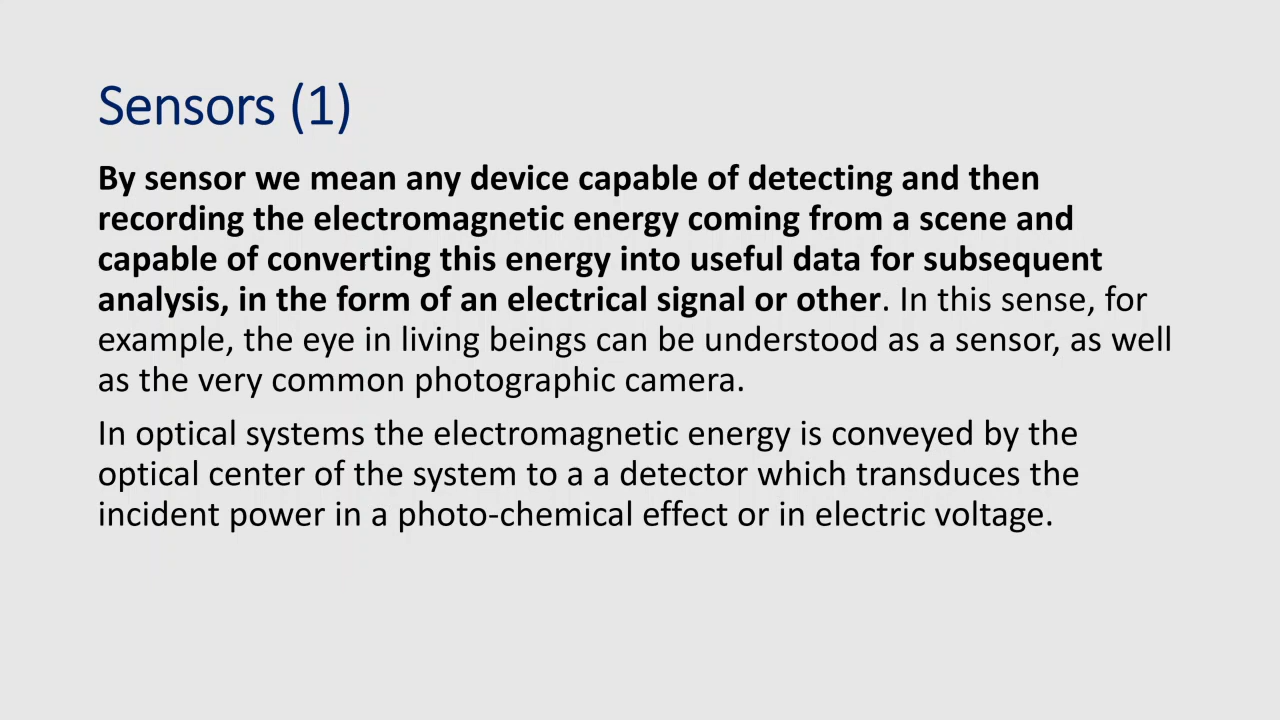 Sensors (1)
By sensor we mean any device capable of detecting and then
recording the electromagnetic energy coming from a scene and
capable of converting this energy into useful data for subsequent
analysis, in the form of an electrical signal or other. In this sense, for
example, the eye in living beings can be understood as a sensor, as well
as the very common photographic camera.
In optical systems the electromagnetic energy is conveyed by the
optical center of the system to a a detector which transduces the
incident power in a photo-chemical effect or in electric voltage.